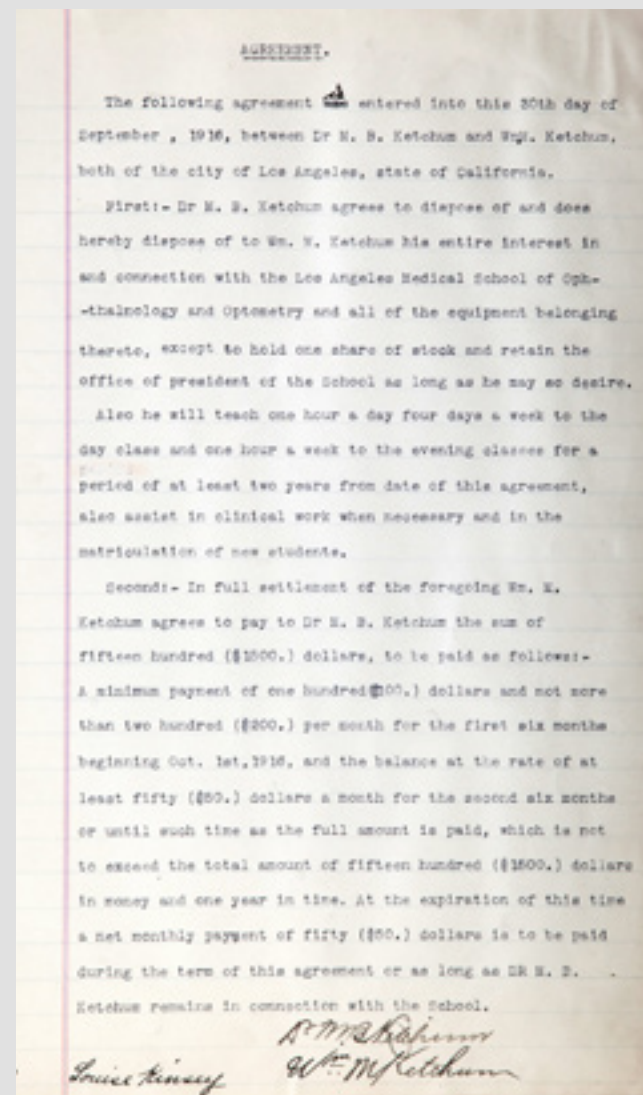 AGREEMENT.
The following agreement entered into this 30th day of
September , 1916, between Dr M. B. Ketchum and Wm M. Ketchum,
both of the city of Los Angeles, state of California.
First:- Dr M. B. Ketchum agrees to dispose of and does
hereby dispose of to Wm. M. Ketchum his entire interest in
and connection with the Los Angeles Medical School of Oph-
-thalmology and Optometry and all of the equipment belonging
thereto, except to hold one share of stock and retain the
office of president of the School as long as he may so desire.
Also he will teach one hour a day four days a week to the
day class and one hour a week to the evening classes for a
period of at least two years from date of this agreement,
also assist in clinical work when necessary and in the
matriculation of new students.
Second:- In full settlement of the foregoing Wm. M.
Ketchum agrees to pay to Dr M. B. Ketchum the sum of
fifteen hundred ($1500.) dollars, to be paid as follows:-
A minimum payment of one hundred($100.) dollars and not more
than two hundred ($200.) per month for the first six months
beginning Oct. 1st,1916, and the balance at the rate of at
least fifty ($50.) dollars a month for the second six months
or until such time as the full amount is paid, which is not
to exceed the total amount of fifteen hundred ($1500.) dollars
in money and one year in time. At the expiration of this time
a net monthly payment of fifty ($50.) dollars is to be paid
during the term of this agreement or as long as DR M. B.
Ketchum remains in connection with the School.
Dr M B Ketchum
Louise Kinsey Wm M Ketchum